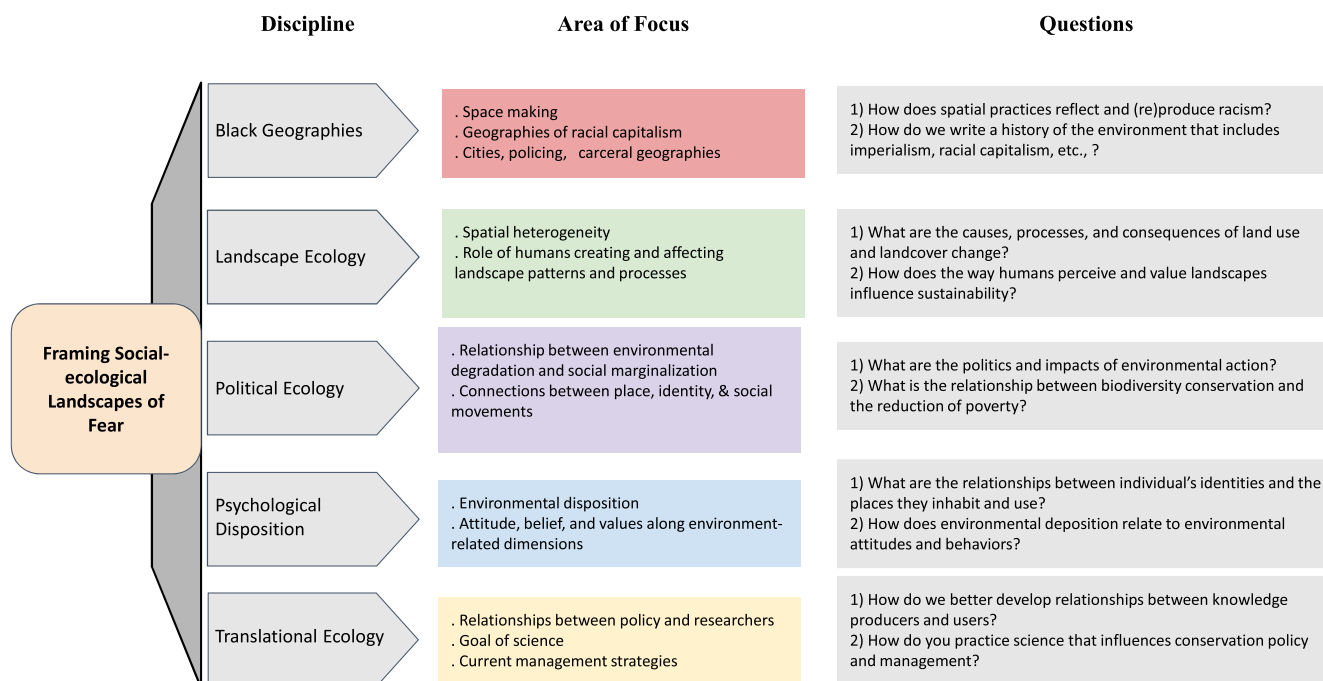 Discipline
Area of Focus
Questions
Framing Social-
ecological
Landscapes of
Fear
Black Geographies
. Space making
. Geographies of racial capitalism
. Cities, policing,   carceral geographies
1) How does spatial practices reflect and (re)produce racism?
2) How do we write a history of the environment that includes
imperialism, racial capitalism, etc., ?
Landscape Ecology
. Spatial heterogeneity
. Role of humans creating and affecting
landscape patterns and processes
1) What are the causes, processes, and consequences of land use
and landcover change?
2) How does the way humans perceive and value landscapes
influence sustainability?
Political Ecology
. Relationship between environmental
degradation and social marginalization
. Connections between place, identity, & social
movements
1) What are the politics and impacts of environmental action?
2) What is the relationship between biodiversity conservation and
the reduction of poverty?
Psychological
Disposition
. Environmental disposition
. Attitude, belief, and values along environment-
related dimensions
1) What are the relationships between individual’s identities and the
places they inhabit and use?
2) How does environmental deposition relate to environmental
attitudes and behaviors?
Translational Ecology
. Relationships between policy and researchers
. Goal of science
. Current management strategies
1) How do we better develop relationships between knowledge
producers and users?
2) How do you practice science that influences conservation policy
and management?